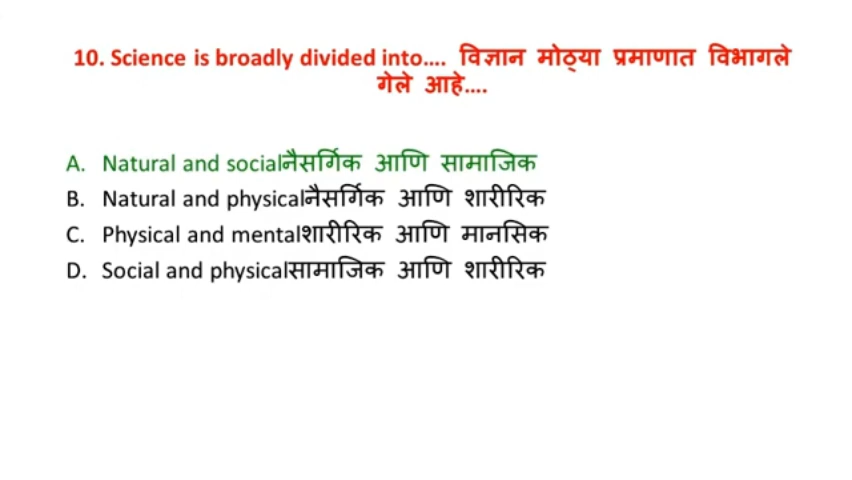 10. Science is broadly divided into.... विज्ञान मोठ्या प्रमाणात विभागले
गेले आहे....
A. Natural and socialनैसर्गिक आणि सामाजिक
B. Natural and physicalनैसर्गिक आणि शारीरिक
C. Physical and mentalशारीरिक आणि मानसिक
D. Social and physicalसामाजिक आणि शारीरिक